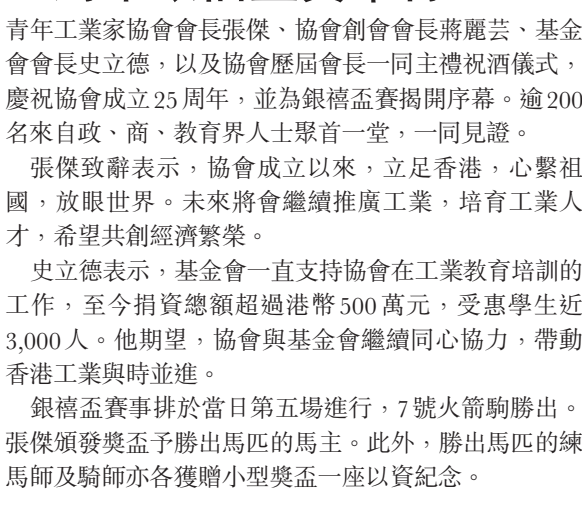 青年工業家協會會長張傑、協會創會會長蔣麗芸、基金
會會長史立德，以及協會歷屆會長一同主禮祝酒儀式，
慶祝協會成立25周年，並為銀禧盃賽揭開序幕。逾200
名來自政、商、教育界人士聚首一堂，一同見證。
張傑致辭表示，協會成立以來，立足香港，心繫祖
國，放眼世界。未來將會繼續推廣工業，培育工業人
才，希望共創經濟繁榮。
史立德表示，基金會一直支持協會在工業教育培訓的
工作，至今捐資總額超過港幣500萬元，受惠學生近
3,000人。他期望，協會與基金會繼續同心協力，帶動
香港工業與時並進。
銀禧盃賽事排於當日第五場進行，7號火箭駒勝出。
張傑頒發獎盃予勝出馬匹的馬主。此外，勝出馬匹的練
馬師及騎師亦各獲贈小型獎盃一座以資紀念。